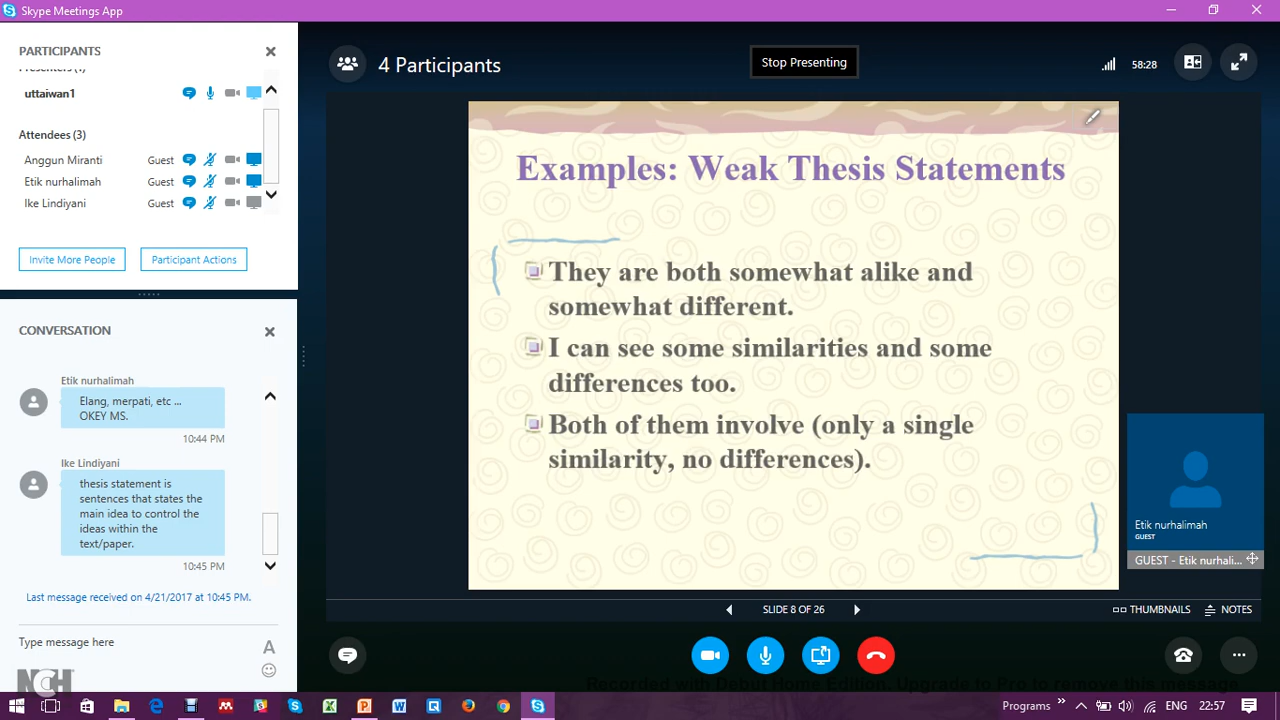 Skype Meetings App
PARTICIPANTS
Presenters (1)
uttaiwan1
Attendees (3)
Anggun Miranti Guest
Etik nurhalimah Guest
Ike Lindiyani Guest
Invite More People Participant Actions
CONVERSATION
Etik nurhalimah
Elang, merpati, etc ...
OKEY MS.
10:44 PM
Ike Lindiyani
thesis statement is
sentences that states the
main idea to control the
ideas within the
text/paper.
10:45 PM
Last message received on 4/21/2017 at 10:45 PM.
Type message here
A
NCH
4 Participants
Stop Presenting
58:28
Examples: Weak Thesis Statements
They are both somewhat alike and
somewhat different.
I can see some similarities and some
differences too.
Both of them involve (only a single
similarity, no differences).
Etik nurhalimah
GUEST
GUEST - Etik nurhali...
SLIDE 8 OF 26
THUMBNAILS NOTES
Recorded with Debut Home Edition. Upgrade to Pro to remove this message
Programs ENG 22:57